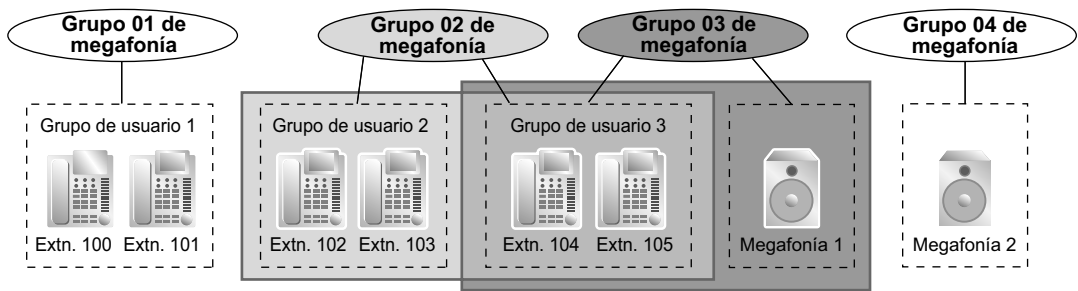 Grupo 01 de
megafonía
Grupo 02 de
megafonía
Grupo 03 de
megafonía
Grupo 04 de
megafonía
Grupo de usuario 1
Grupo de usuario 2
Grupo de usuario 3
Extn. 100
Extn. 101
Extn. 102
Extn. 103
Extn. 104
Extn. 105
Megafonía 1
Megafonía 2